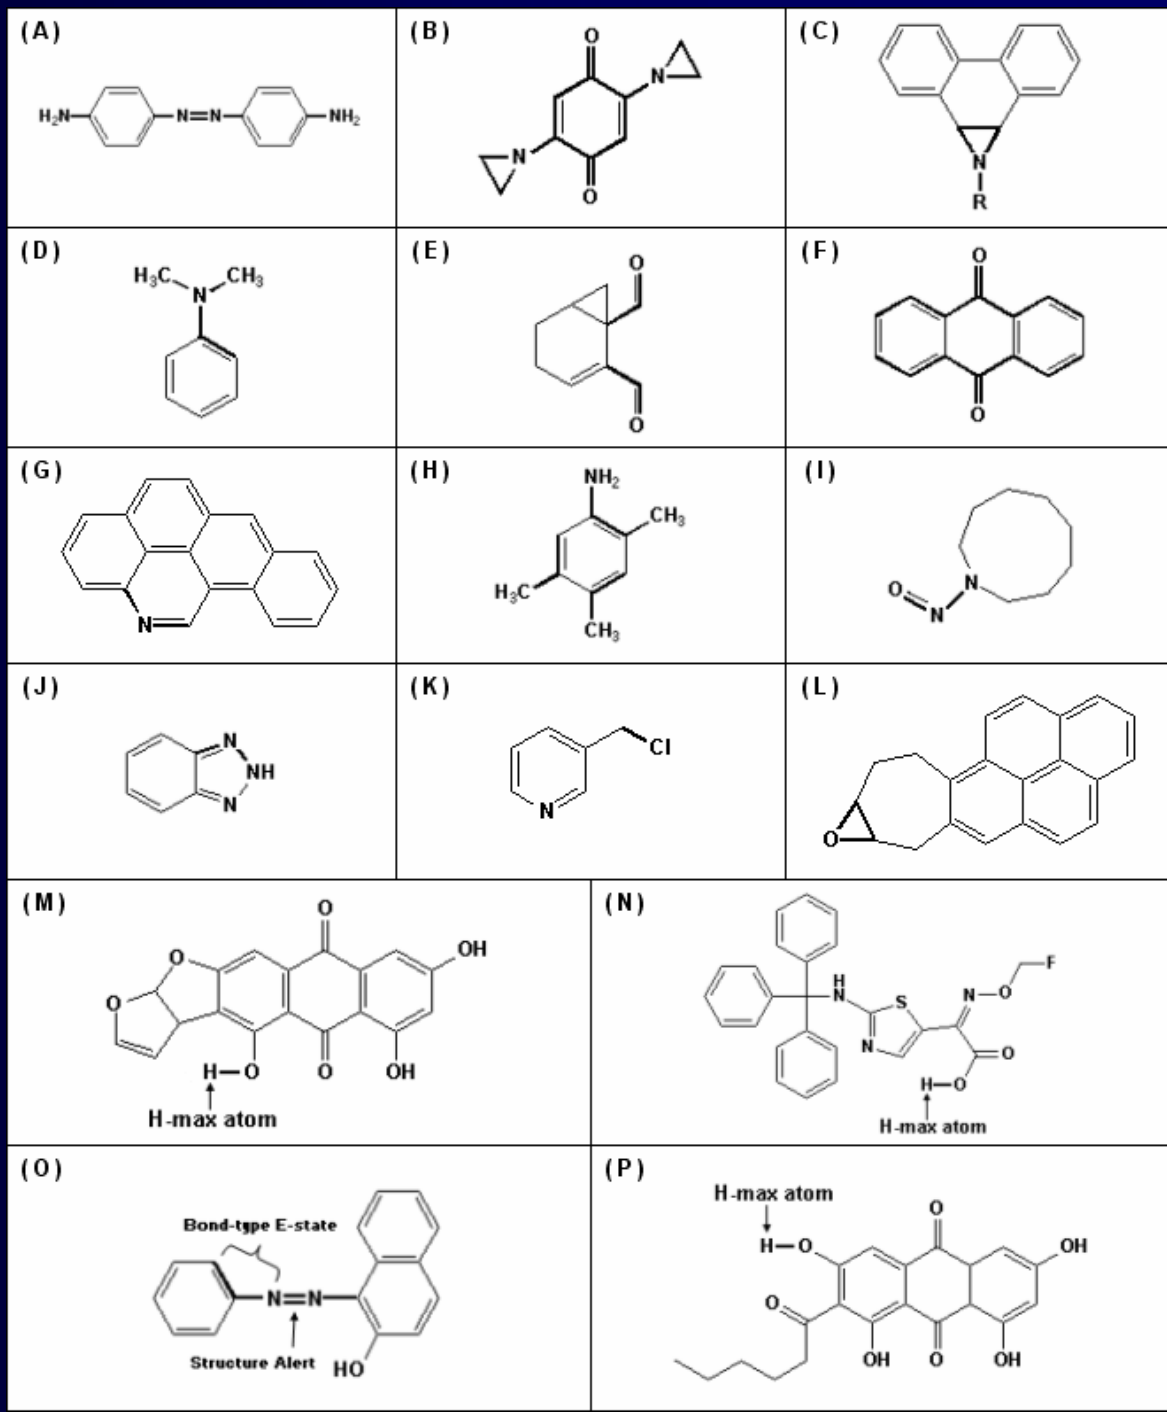 (A)
H₂N
N=N
NH₂
(B)
O
N
N
O
(C)
N
R
(D)
H₃C
CH₃
N
(E)
O
O
(F)
O
O
(G)
N
(H)
NH₂
CH₃
H₃C
CH₃
(I)
O
N
N
(J)
N
NH
N
(K)
Cl
N
(L)
O
(M)
O
O
OH
O
H–O
O
OH
H-max atom
(N)
H
N
S
N
N
O
F
O
H–O
H-max atom
(O)
Bond-type E-state
N=N
Structure Alert
HO
(P)
H-max atom
H–O
O
OH
O
OH
O
OH